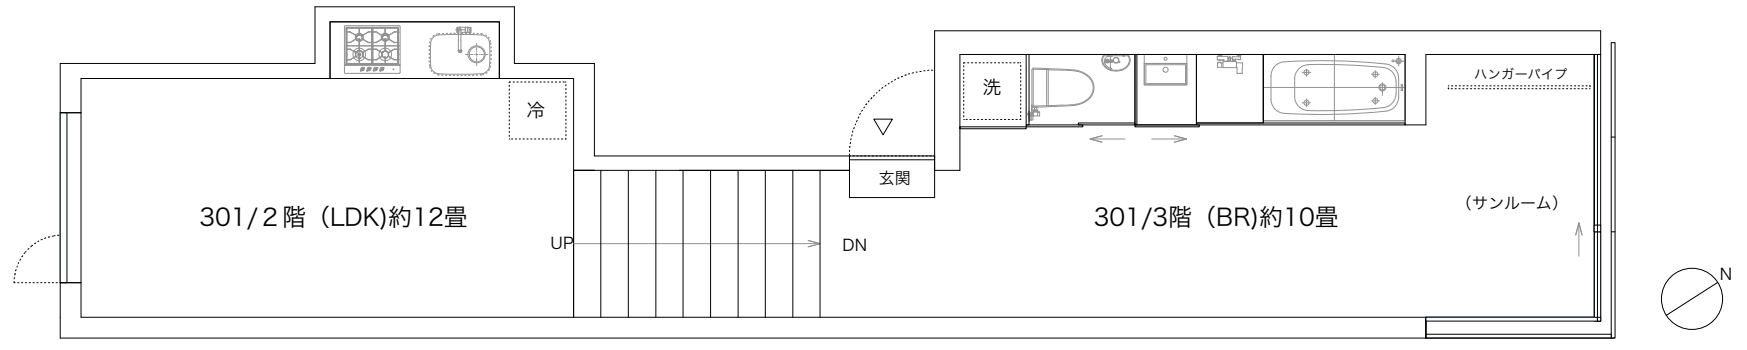 冷
301/２階（LDK)約12畳
UP
DN
玄関
洗
301/3階（BR)約10畳
ハンガーパイプ
（サンルーム）
N